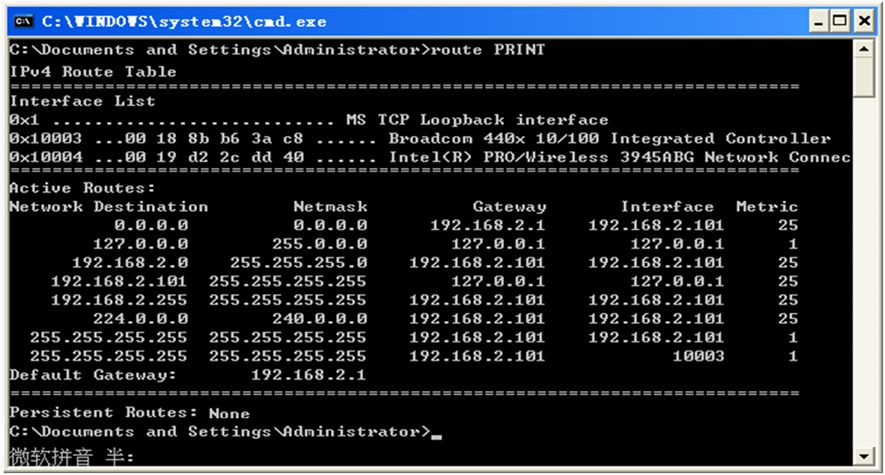 C:\WINDOWS\system32\cmd.exe
C:\Documents and Settings\Administrator>route PRINT
IPv4 Route Table
===========================================================================
Interface List
0x1 ........................... MS TCP Loopback interface
0x10003 ...00 18 8b b6 3a c8 ...... Broadcom 440x 10/100 Integrated Controller
0x10004 ...00 19 d2 2c dd 40 ...... Intel(R) PRO/Wireless 3945ABG Network Connec
===========================================================================
Active Routes:
Network Destination Netmask Gateway Interface Metric
0.0.0.0 0.0.0.0 192.168.2.1 192.168.2.101 25
127.0.0.0 255.0.0.0 127.0.0.1 127.0.0.1 1
192.168.2.0 255.255.255.0 192.168.2.101 192.168.2.101 25
192.168.2.101 255.255.255.255 127.0.0.1 127.0.0.1 25
192.168.2.255 255.255.255.255 192.168.2.101 192.168.2.101 25
224.0.0.0 240.0.0.0 192.168.2.101 192.168.2.101 25
255.255.255.255 255.255.255.255 192.168.2.101 192.168.2.101 1
255.255.255.255 255.255.255.255 192.168.2.101 10003 1
Default Gateway: 192.168.2.1
===========================================================================
Persistent Routes: None
C:\Documents and Settings\Administrator>_
微软拼音 半: